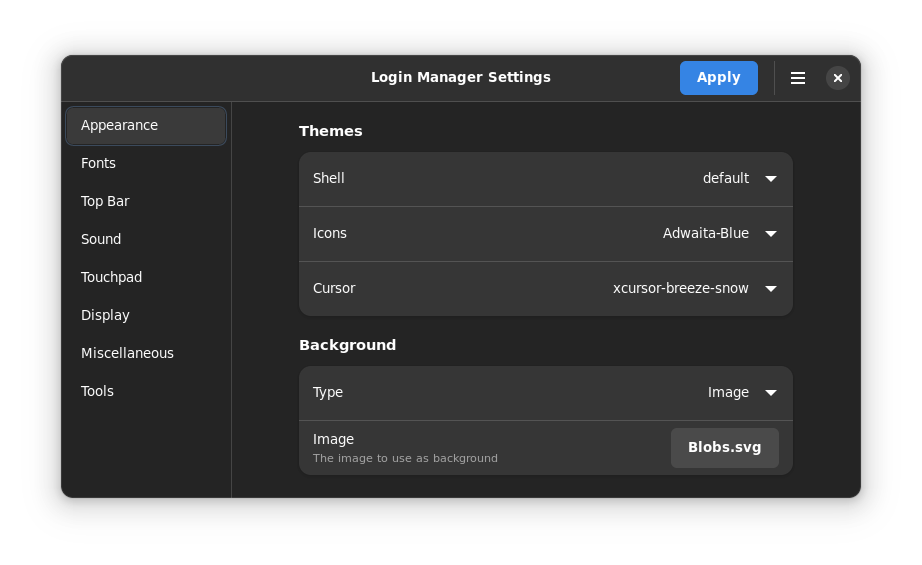 Login Manager Settings
Apply
Appearance
Fonts
Top Bar
Sound
Touchpad
Display
Miscellaneous
Tools
Themes
Shell default
Icons Adwaita-Blue
Cursor xcursor-breeze-snow
Background
Type Image
Image
The image to use as background
Blobs.svg